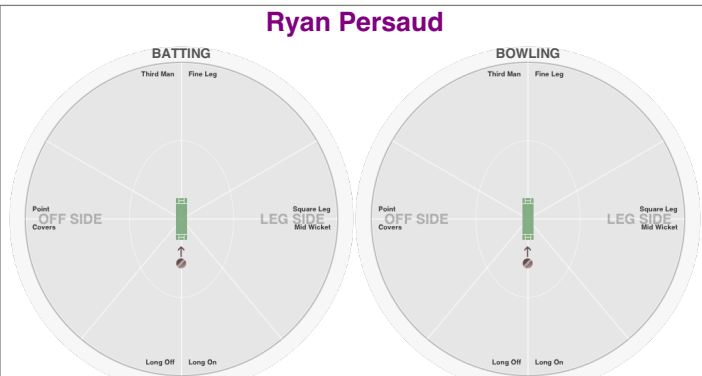 Ryan Persaud
BATTING
Third Man Fine Leg
Point
OFF SIDE
Covers
Square Leg
LEG SIDE
Mid Wicket
Long Off Long On
BOWLING
Third Man Fine Leg
Point
OFF SIDE
Covers
Square Leg
LEG SIDE
Mid Wicket
Long Off Long On